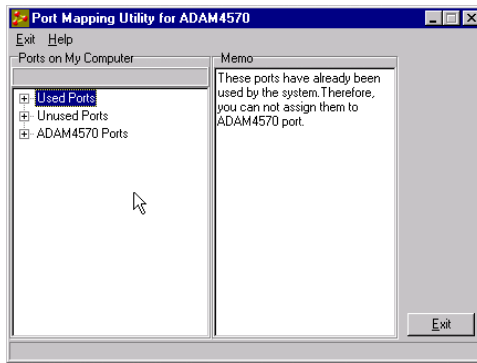 Port Mapping Utility for ADAM4570
Exit Help
Ports on My Computer
Used Ports
Unused Ports
ADAM4570 Ports
Memo
These ports have already been
used by the system.Therefore,
you can not assign them to
ADAM4570 port.
Exit